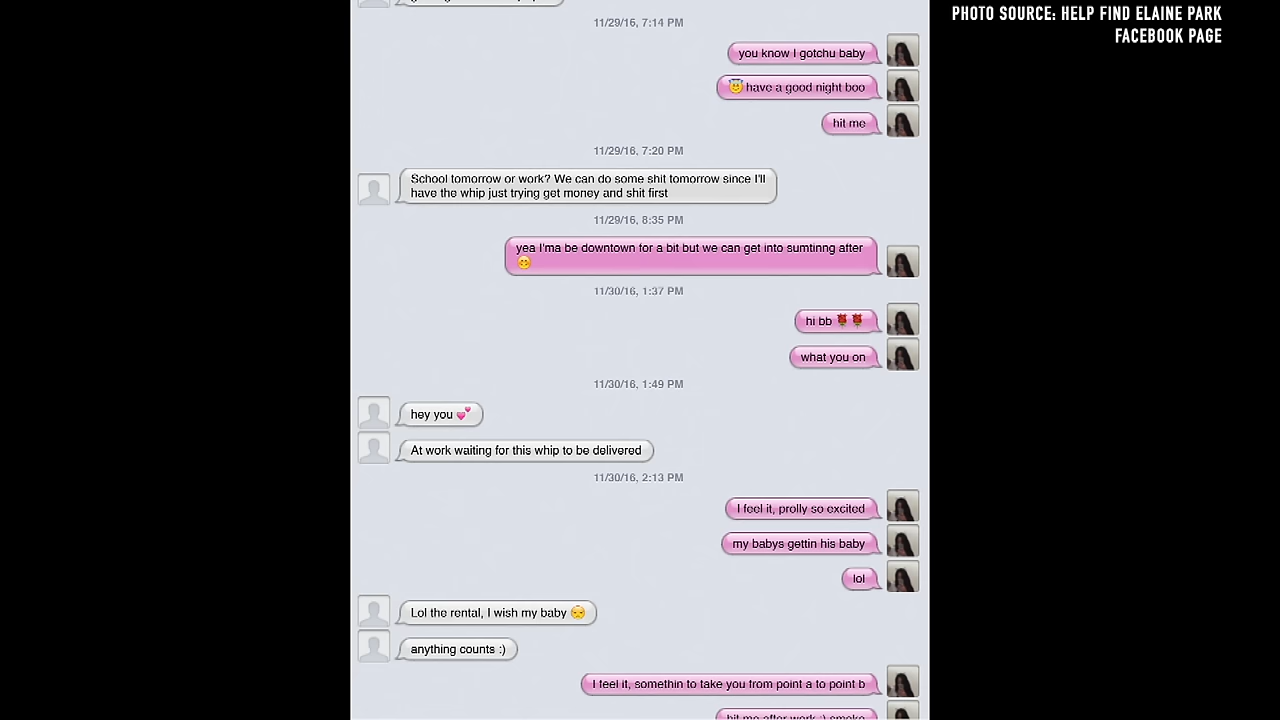 PHOTO SOURCE: HELP FIND ELAINE PARK
FACEBOOK PAGE
11/29/16, 7:14 PM
you know I gotchu baby
😇 have a good night boo
hit me
11/29/16, 7:20 PM
School tomorrow or work? We can do some shit tomorrow since I'll
have the whip just trying get money and shit first
11/29/16, 8:35 PM
yea I'ma be downtown for a bit but we can get into sumtinng after
😁
11/30/16, 1:37 PM
hi bb 🌹🌹
what you on
11/30/16, 1:49 PM
hey you 💕
At work waiting for this whip to be delivered
11/30/16, 2:13 PM
I feel it, prolly so excited
my babys gettin his baby
lol
Lol the rental, I wish my baby 😔
anything counts :)
I feel it, somethin to take you from point a to point b
hit me after work :) smoke